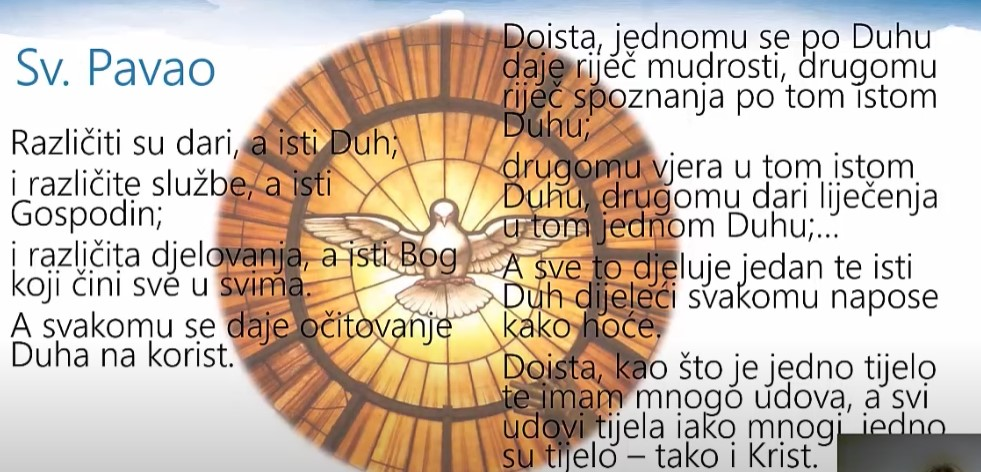 Sv. Pavao
Različiti su dari, a isti Duh;
i različite službe, a isti
Gospodin;
i različita djelovanja, a isti Bog
koji čini sve u svima.
A svakomu se daje očitovanje
Duha na korist.
Doista, jednomu se po Duhu
daje riječ mudrosti, drugomu
riječ spoznanja po tom istom
Duhu;
drugomu vjera u tom istom
Duhu, drugomu dari liječenja
u tom jednom Duhu;...
A sve to djeluje jedan te isti
Duh dijeleći svakomu napose
kako hoće.
Doista, kao što je jedno tijelo
te imam mnogo udova, a svi
udovi tijela iako mnogi, jedno
su tijelo – tako i Krist.